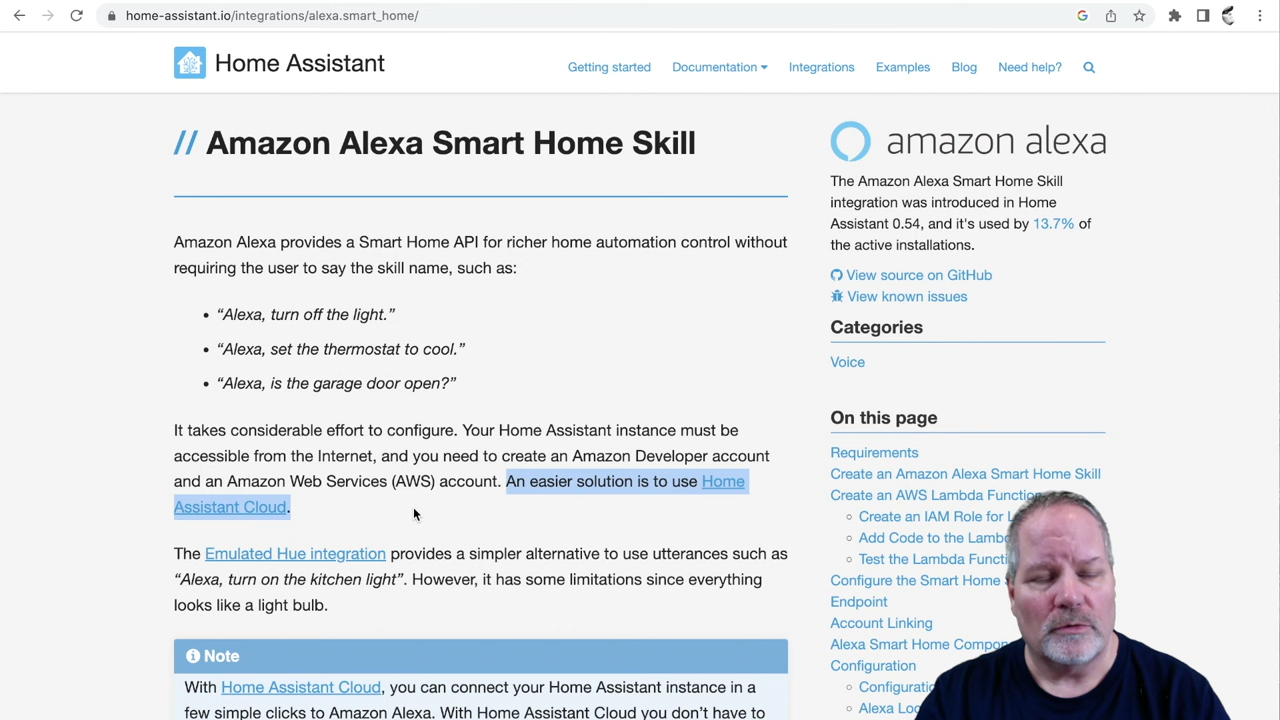 home-assistant.io/integrations/alexa.smart_home/
Home Assistant
Getting started
Documentation
Integrations
Examples
Blog
Need help?
// Amazon Alexa Smart Home Skill
Amazon Alexa provides a Smart Home API for richer home automation control without
requiring the user to say the skill name, such as:
• “Alexa, turn off the light.”
• “Alexa, set the thermostat to cool.”
• “Alexa, is the garage door open?”
It takes considerable effort to configure. Your Home Assistant instance must be
accessible from the Internet, and you need to create an Amazon Developer account
and an Amazon Web Services (AWS) account. An easier solution is to use Home
Assistant Cloud.
The Emulated Hue integration provides a simpler alternative to use utterances such as
“Alexa, turn on the kitchen light”. However, it has some limitations since everything
looks like a light bulb.
Note
With Home Assistant Cloud, you can connect your Home Assistant instance in a
few simple clicks to Amazon Alexa. With Home Assistant Cloud you don’t have to
amazon alexa
The Amazon Alexa Smart Home Skill
integration was introduced in Home
Assistant 0.54, and it's used by 13.7% of
the active installations.
View source on GitHub
View known issues
Categories
Voice
On this page
Requirements
Create an Amazon Alexa Smart Home Skill
Create an AWS Lambda Function
Create an IAM Role for
Add Code to the
Test the Lambda
Configure the Smart Home
Endpoint
Account Linking
Alexa Smart Home
Configuration
Alexa